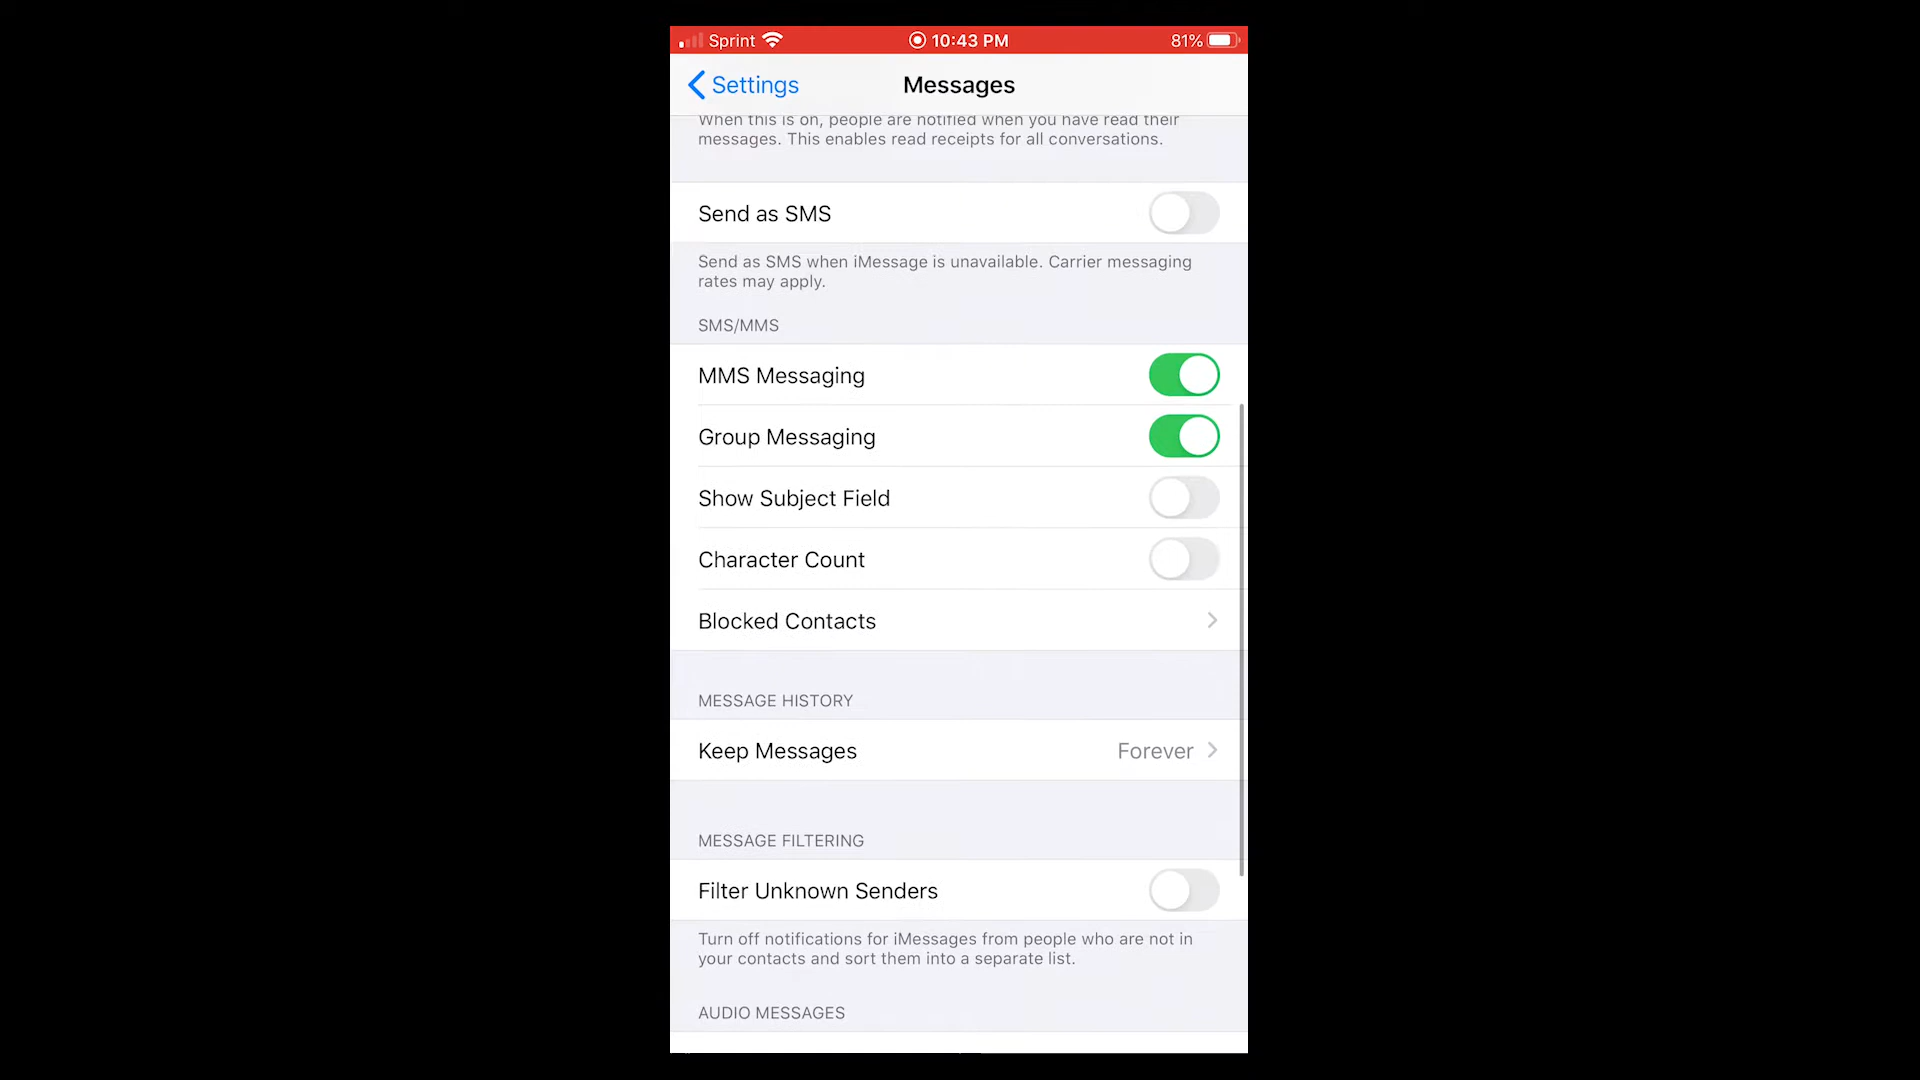 Sprint 10:43 PM 81%
Settings Messages
When this is on, people are notified when you have read their
messages. This enables read receipts for all conversations.
Send as SMS
Send as SMS when iMessage is unavailable. Carrier messaging
rates may apply.
SMS/MMS
MMS Messaging
Group Messaging
Show Subject Field
Character Count
Blocked Contacts
MESSAGE HISTORY
Keep Messages Forever
MESSAGE FILTERING
Filter Unknown Senders
Turn off notifications for iMessages from people who are not in
your contacts and sort them into a separate list.
AUDIO MESSAGES